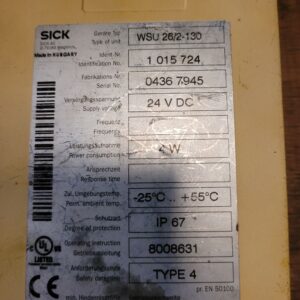 SICK
Made in HUNGARY
Geräte Typ
Type of unit
WSU 26/2-130
Ident.Nr.
Identification No.
1 015 724
Fabrikations Nr
Serial No.
0436 7945
Versorgungsspannung
Supply voltage
24 V DC
Frequenz
Frequency
Leistungsaufnahme
Power consumption
4 W
Ansprechzeit
Response time
Zul. Umgebungstemp.
Perm. ambient temp.
-25°C .. +55°C
Schutzart
Degree of protection
IP 67
Operating instruction
Betriebsanleitung
8008631
Anforderungsstufe
Safety categories
TYPE 4
pr. EN 50100
UL
LISTED